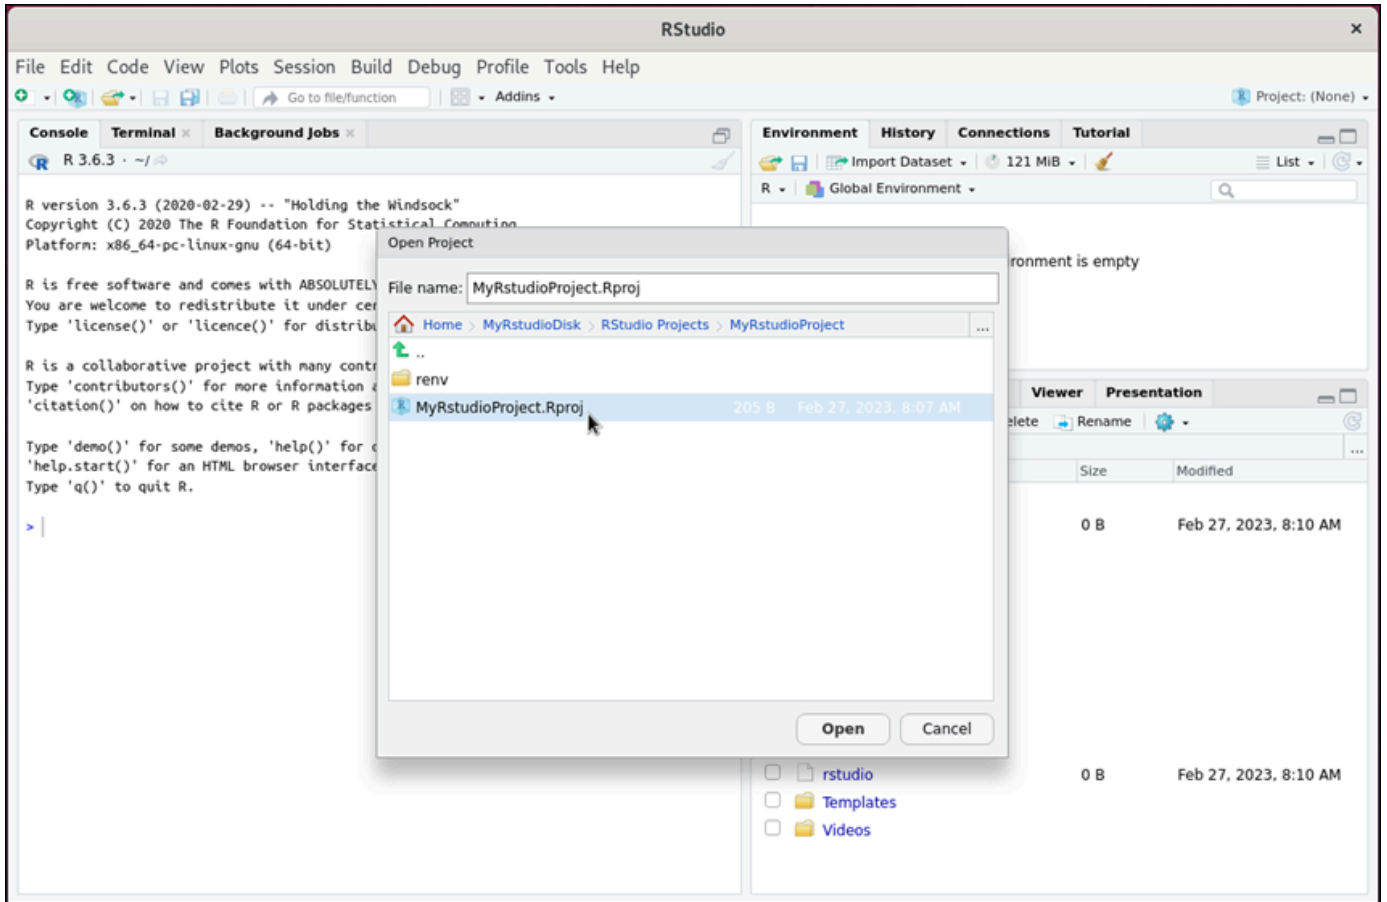 RStudio
File Edit Code View Plots Session Build Debug Profile Tools Help
Go to file/function Addins Project: (None)
Console Terminal Background Jobs
R 3.6.3 · ~/
R version 3.6.3 (2020-02-29) -- "Holding the Windsock"
Copyright (C) 2020 The R Foundation for Statistical Computing
Platform: x86_64-pc-linux-gnu (64-bit)
R is free software and comes with ABSOLUTELY
You are welcome to redistribute it under cer
Type 'license()' or 'licence()' for distribu
R is a collaborative project with many contr
Type 'contributors()' for more information a
'citation()' on how to cite R or R packages
Type 'demo()' for some demos, 'help()' for o
'help.start()' for an HTML browser interface
Type 'q()' to quit R.
>
Environment History Connections Tutorial
Import Dataset 121 MiB List
R Global Environment
ronment is empty
Open Project
File name: MyRstudioProject.Rproj
Home > MyRstudioDisk > RStudio Projects > MyRstudioProject ...
..
renv
MyRstudioProject.Rproj 205 B Feb 27, 2023, 8:07 AM
Open Cancel
Viewer Presentation
elete Rename
...
Size Modified
0 B Feb 27, 2023, 8:10 AM
rstudio 0 B Feb 27, 2023, 8:10 AM
Templates
Videos